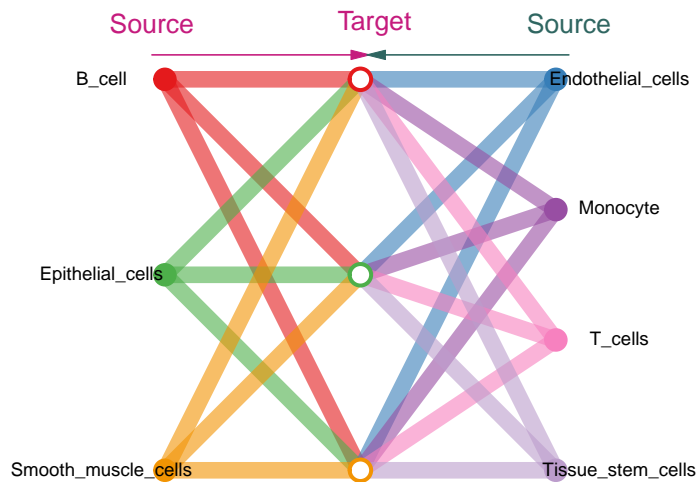 Source
Target
Source
B_cell
Endothelial_cells
Monocyte
Epithelial_cells
T_cells
Smooth_muscle_cells
Tissue_stem_cells